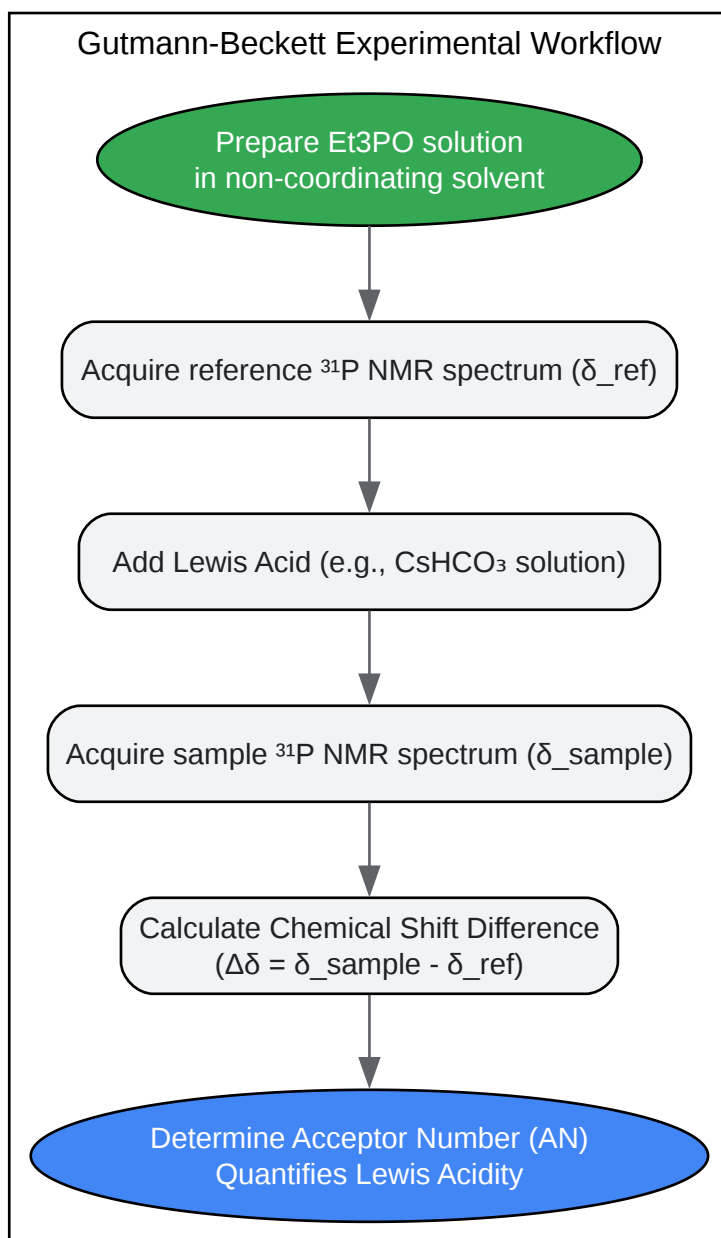 Gutmann-Beckett Experimental Workflow
Prepare Et3PO solution
in non-coordinating solvent
Acquire reference ³¹P NMR spectrum (δ_ref)
Add Lewis Acid (e.g., CsHCO₃ solution)
Acquire sample ³¹P NMR spectrum (δ_sample)
Calculate Chemical Shift Difference
(Δδ = δ_sample - δ_ref)
Determine Acceptor Number (AN)
Quantifies Lewis Acidity